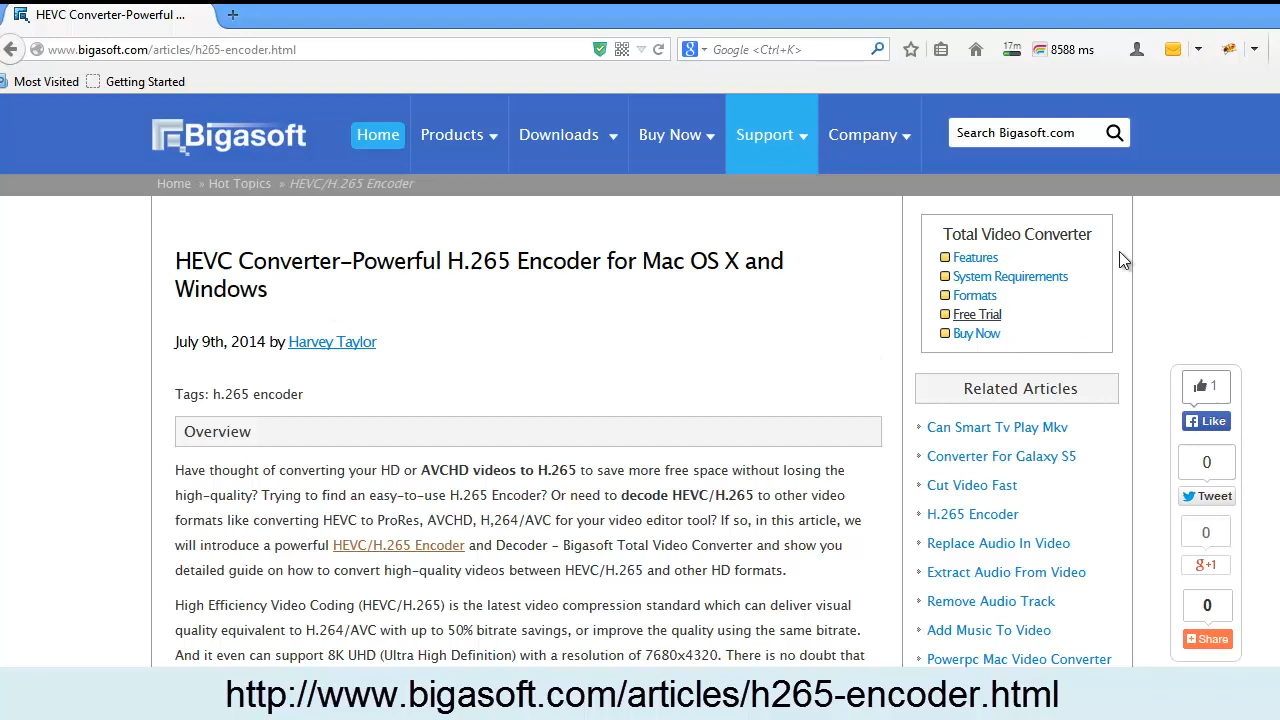 HEVC Converter-Powerful ...
www.bigasoft.com/articles/h265-encoder.html
Google <Ctrl+K>
17m
8588 ms
Most Visited
Getting Started
Bigasoft
Home
Products
Downloads
Buy Now
Support
Company
Search Bigasoft.com
Home » Hot Topics » HEVC/H.265 Encoder
HEVC Converter–Powerful H.265 Encoder for Mac OS X and
Windows
July 9th, 2014 by Harvey Taylor
Tags: h.265 encoder
Overview
Have thought of converting your HD or AVCHD videos to H.265 to save more free space without losing the
high-quality? Trying to find an easy-to-use H.265 Encoder? Or need to decode HEVC/H.265 to other video
formats like converting HEVC to ProRes, AVCHD, H,264/AVC for your video editor tool? If so, in this article, we
will introduce a powerful HEVC/H.265 Encoder and Decoder – Bigasoft Total Video Converter and show you
detailed guide on how to convert high-quality videos between HEVC/H.265 and other HD formats.
High Efficiency Video Coding (HEVC/H.265) is the latest video compression standard which can deliver visual
quality equivalent to H.264/AVC with up to 50% bitrate savings, or improve the quality using the same bitrate.
And it even can support 8K UHD (Ultra High Definition) with a resolution of 7680x4320. There is no doubt that
Total Video Converter
Features
System Requirements
Formats
Free Trial
Buy Now
Related Articles
Can Smart Tv Play Mkv
Converter For Galaxy S5
Cut Video Fast
H.265 Encoder
Replace Audio In Video
Extract Audio From Video
Remove Audio Track
Add Music To Video
Powerpc Mac Video Converter
1
Like
0
Tweet
0
g+1
0
Share
http://www.bigasoft.com/articles/h265-encoder.html